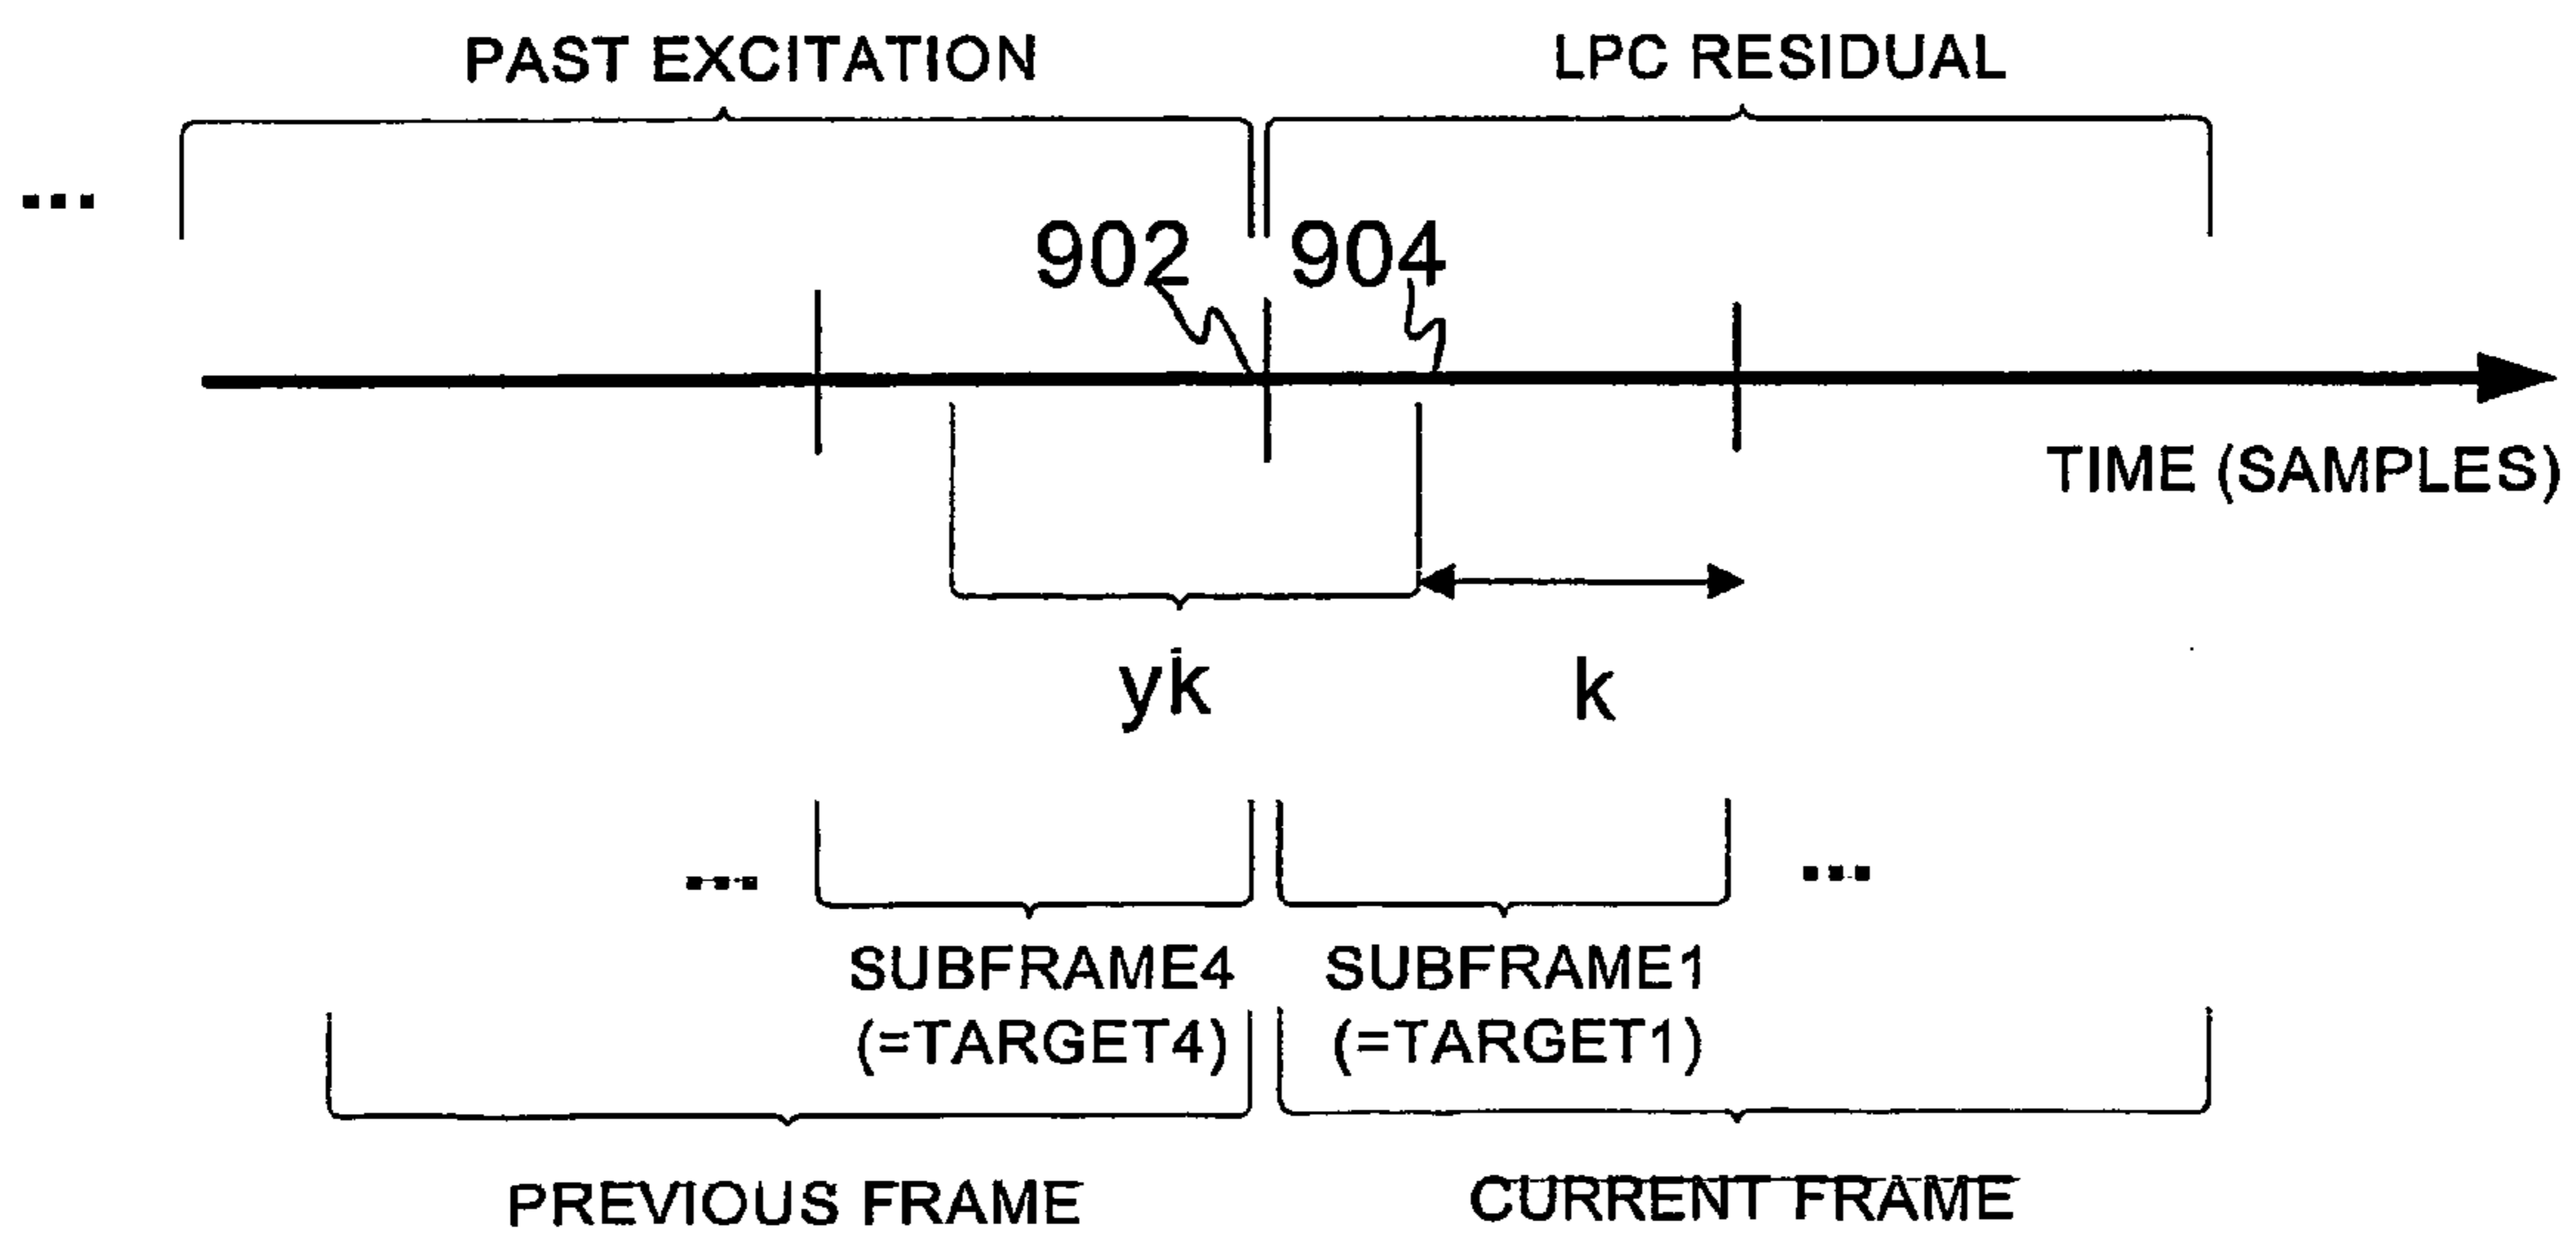 PAST EXCITATION
LPC RESIDUAL
...
902
904
TIME (SAMPLES)
yk
k
...
...
SUBFRAME4
(=TARGET4)
SUBFRAME1
(=TARGET1)
PREVIOUS FRAME
CURRENT FRAME